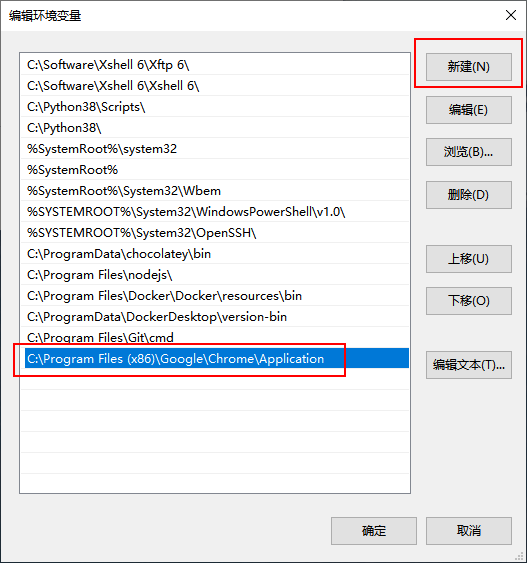 编辑环境变量
C:\Software\Xshell 6\Xftp 6\
C:\Software\Xshell 6\Xshell 6\
C:\Python38\Scripts\
C:\Python38\
%SystemRoot%\system32
%SystemRoot%
%SystemRoot%\System32\Wbem
%SYSTEMROOT%\System32\WindowsPowerShell\v1.0\
%SYSTEMROOT%\System32\OpenSSH\
C:\ProgramData\chocolatey\bin
C:\Program Files\nodejs\
C:\Program Files\Docker\Docker\resources\bin
C:\ProgramData\DockerDesktop\version-bin
C:\Program Files\Git\cmd
C:\Program Files (x86)\Google\Chrome\Application
新建(N)
编辑(E)
浏览(B)...
删除(D)
上移(U)
下移(O)
编辑文本(T)...
确定
取消